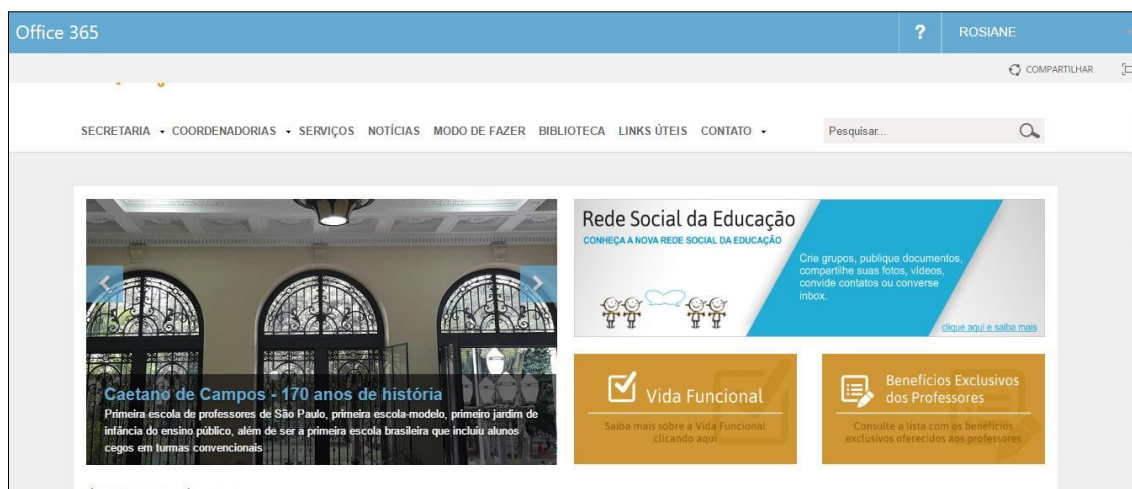 Office 365
?
ROSIANE
COMPARTILHAR
SECRETARIA COORDENADORIAS SERVIÇOS NOTÍCIAS MODO DE FAZER BIBLIOTECA LINKS ÚTEIS CONTATO
Pesquisar...
Caetano de Campos - 170 anos de história
Primeira escola de professores de São Paulo, primeira escola-modelo, primeiro jardim de
infância do ensino público, além de ser a primeira escola brasileira que incluiu alunos
cegos em turmas convencionais
Rede Social da Educação
CONHEÇA A NOVA REDE SOCIAL DA EDUCAÇÃO
Crie grupos, publique documentos,
compartilhe suas fotos, vídeos,
convide contatos ou converse
inbox.
clique aqui e saiba mais
Vida Funcional
Saiba mais sobre a Vida Funcional
clicando aqui
Benefícios Exclusivos
dos Professores
Consulte a lista com os benefícios
exclusivos oferecidos aos professores